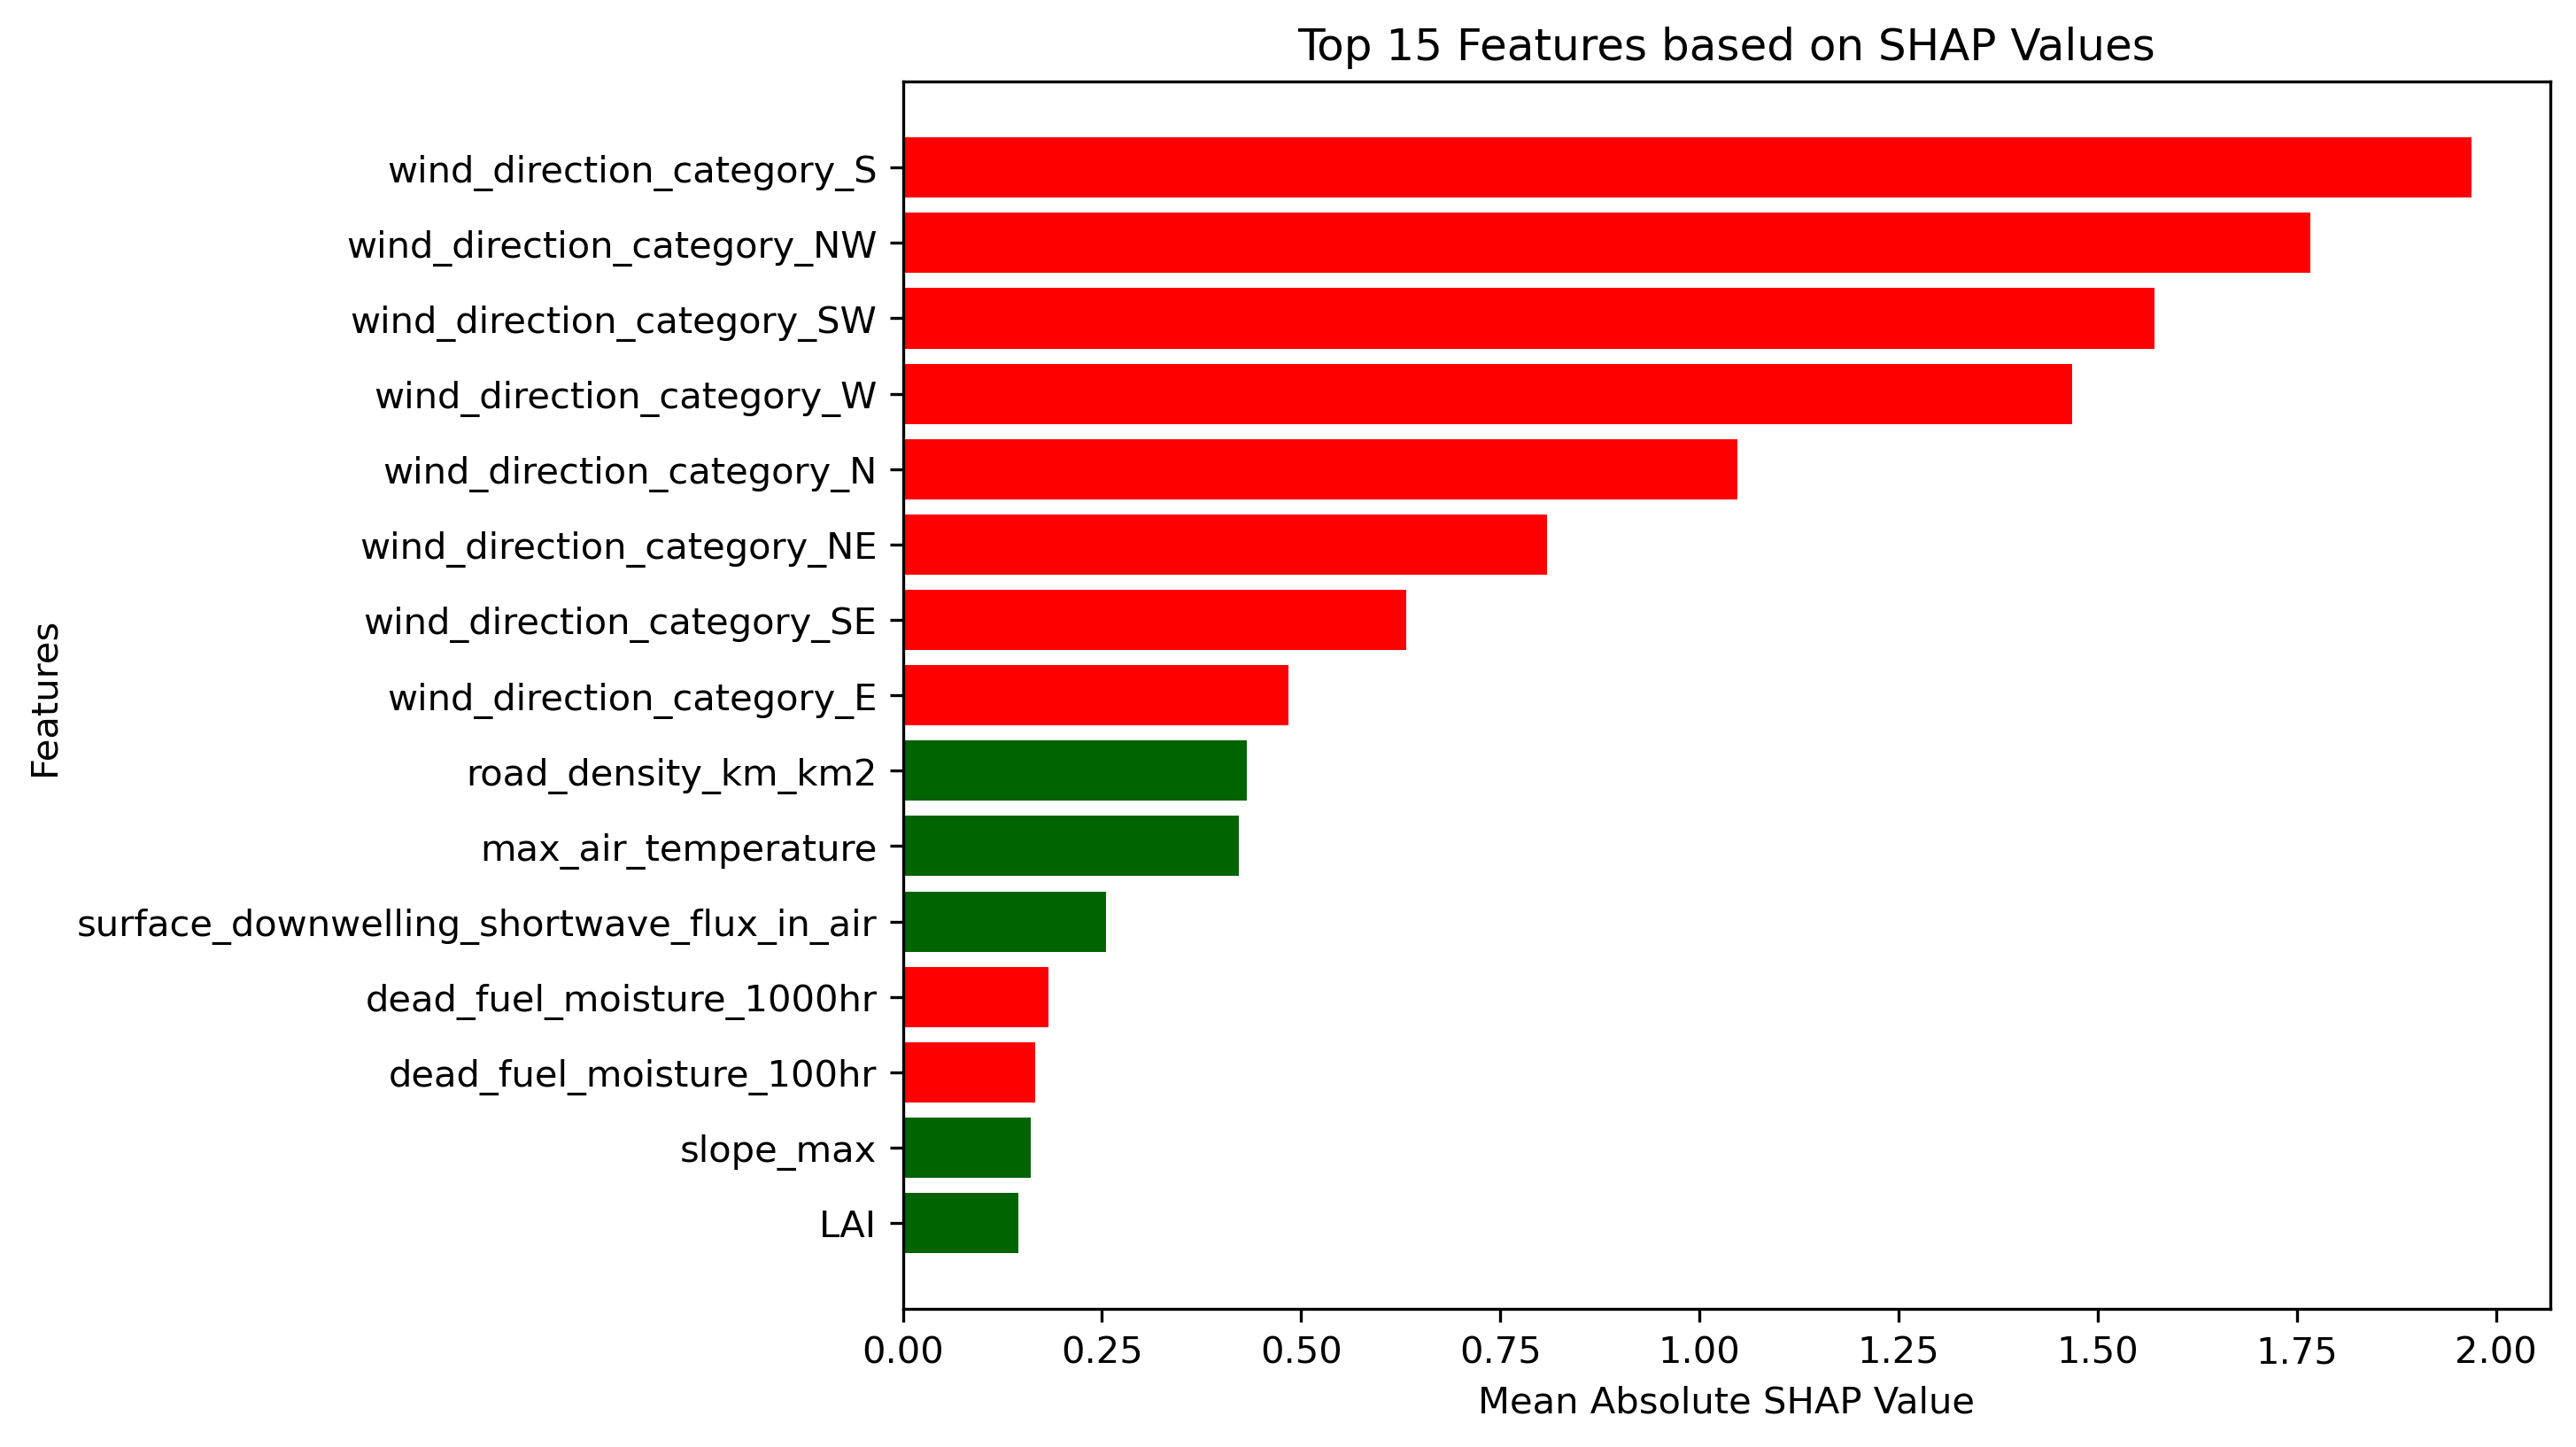 Top 15 Features based on SHAP Values
Features
wind_direction_category_S
wind_direction_category_NW
wind_direction_category_SW
wind_direction_category_W
wind_direction_category_N
wind_direction_category_NE
wind_direction_category_SE
wind_direction_category_E
road_density_km_km2
max_air_temperature
surface_downwelling_shortwave_flux_in_air
dead_fuel_moisture_1000hr
dead_fuel_moisture_100hr
slope_max
LAI
0.00 0.25 0.50 0.75 1.00 1.25 1.50 1.75 2.00
Mean Absolute SHAP Value